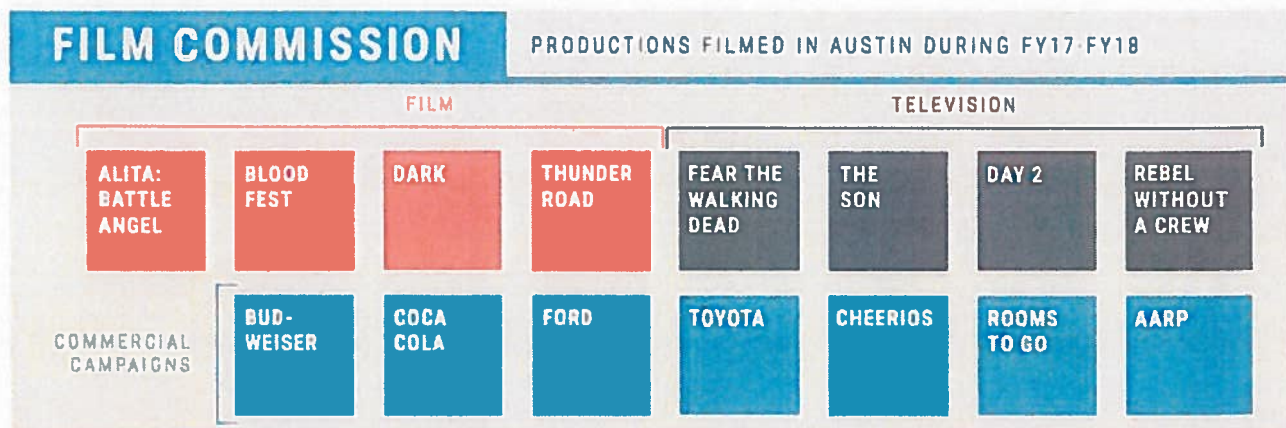 FILM COMMISSION
PRODUCTIONS FILMED IN AUSTIN DURING FY17-FY18
FILM
TELEVISION
ALITA:
BATTLE
ANGEL
BLOOD
FEST
DARK
THUNDER
ROAD
FEAR THE
WALKING
DEAD
THE
SON
DAY 2
REBEL
WITHOUT
A CREW
COMMERCIAL
CAMPAIGNS
BUD-
WEISER
COCA
COLA
FORD
TOYOTA
CHEERIOS
ROOMS
TO GO
AARP